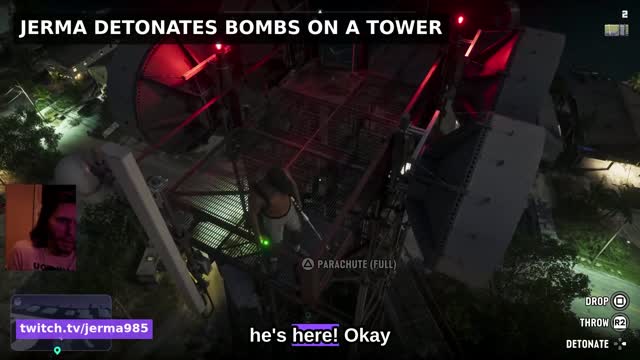 JERMA DETONATES BOMBS ON A TOWER
2
PARACHUTE (FULL)
DROP
THROW R2
DETONATE
twitch.tv/jerma985
he's here! Okay